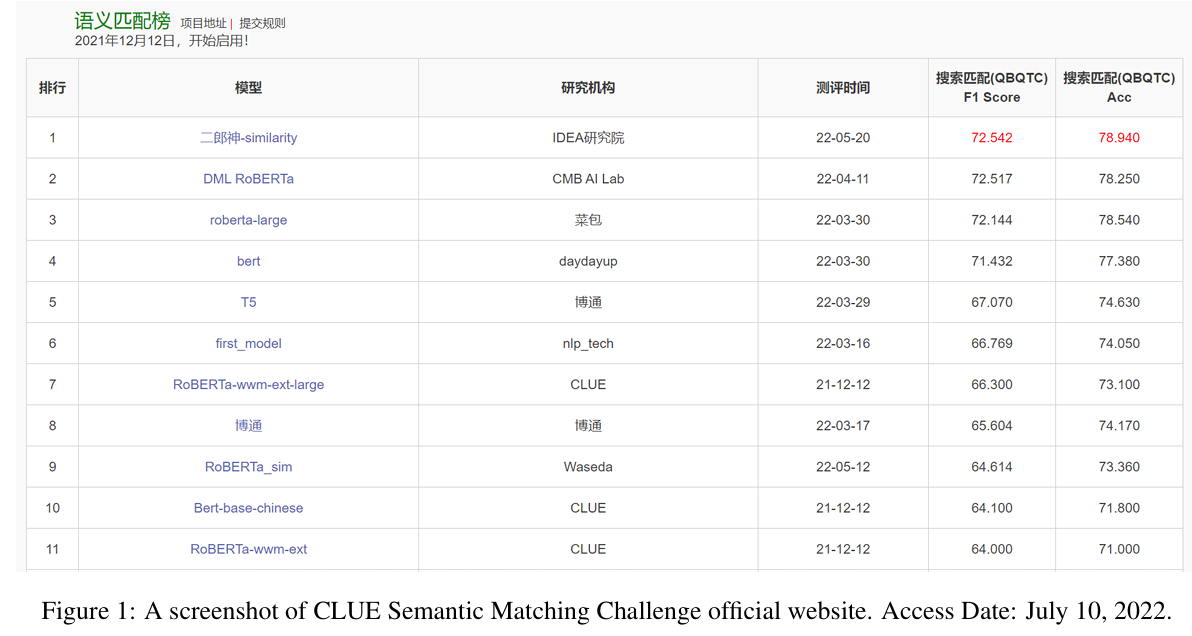 语义匹配榜 项目地址 | 提交规则
2021年12月12日，开始启用！
排行 模型 研究机构 测评时间 搜索匹配(QBQTC) F1 Score 搜索匹配(QBQTC) Acc
1 二郎神-similarity IDEA研究院 22-05-20 72.542 78.940
2 DML RoBERTa CMB AI Lab 22-04-11 72.517 78.250
3 roberta-large 菜包 22-03-30 72.144 78.540
4 bert daydayup 22-03-30 71.432 77.380
5 T5 博通 22-03-29 67.070 74.630
6 first_model nlp_tech 22-03-16 66.769 74.050
7 RoBERTa-wwm-ext-large CLUE 21-12-12 66.300 73.100
8 博通 博通 22-03-17 65.604 74.170
9 RoBERTa_sim Waseda 22-05-12 64.614 73.360
10 Bert-base-chinese CLUE 21-12-12 64.100 71.800
11 RoBERTa-wwm-ext CLUE 21-12-12 64.000 71.000
Figure 1: A screenshot of CLUE Semantic Matching Challenge official website. Access Date: July 10, 2022.